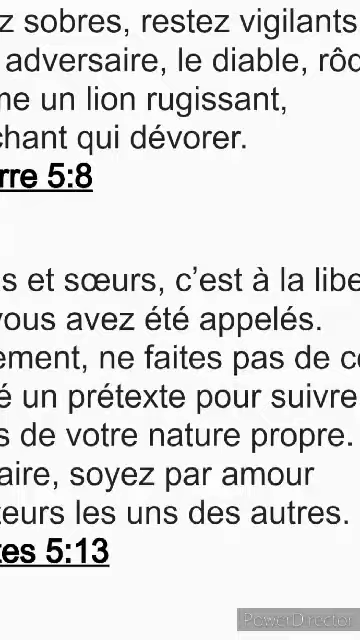 z sobres, restez vigilants
adversaire, le diable, rôd
me un lion rugissant,
chant qui dévorer.
rre 5:8
s et sœurs, c’est à la libe
vous avez été appelés.
ement, ne faites pas de ce
é un prétexte pour suivre
s de votre nature propre.
aire, soyez par amour
teurs les uns des autres.
tes 5:13
PowerDirector